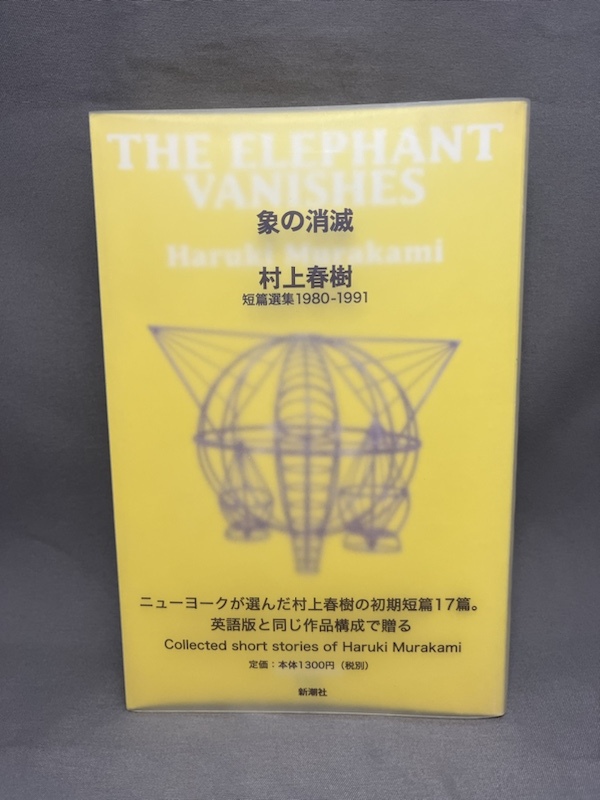 THE ELEPHANT
VANISHES
象の消滅
Haruki Murakami
村上春樹
短篇選集1980-1991
ニューヨークが選んだ村上春樹の初期短篇17篇。
英語版と同じ作品構成で贈る
Collected short stories of Haruki Murakami
定価：本体1300円（税別）
新潮社